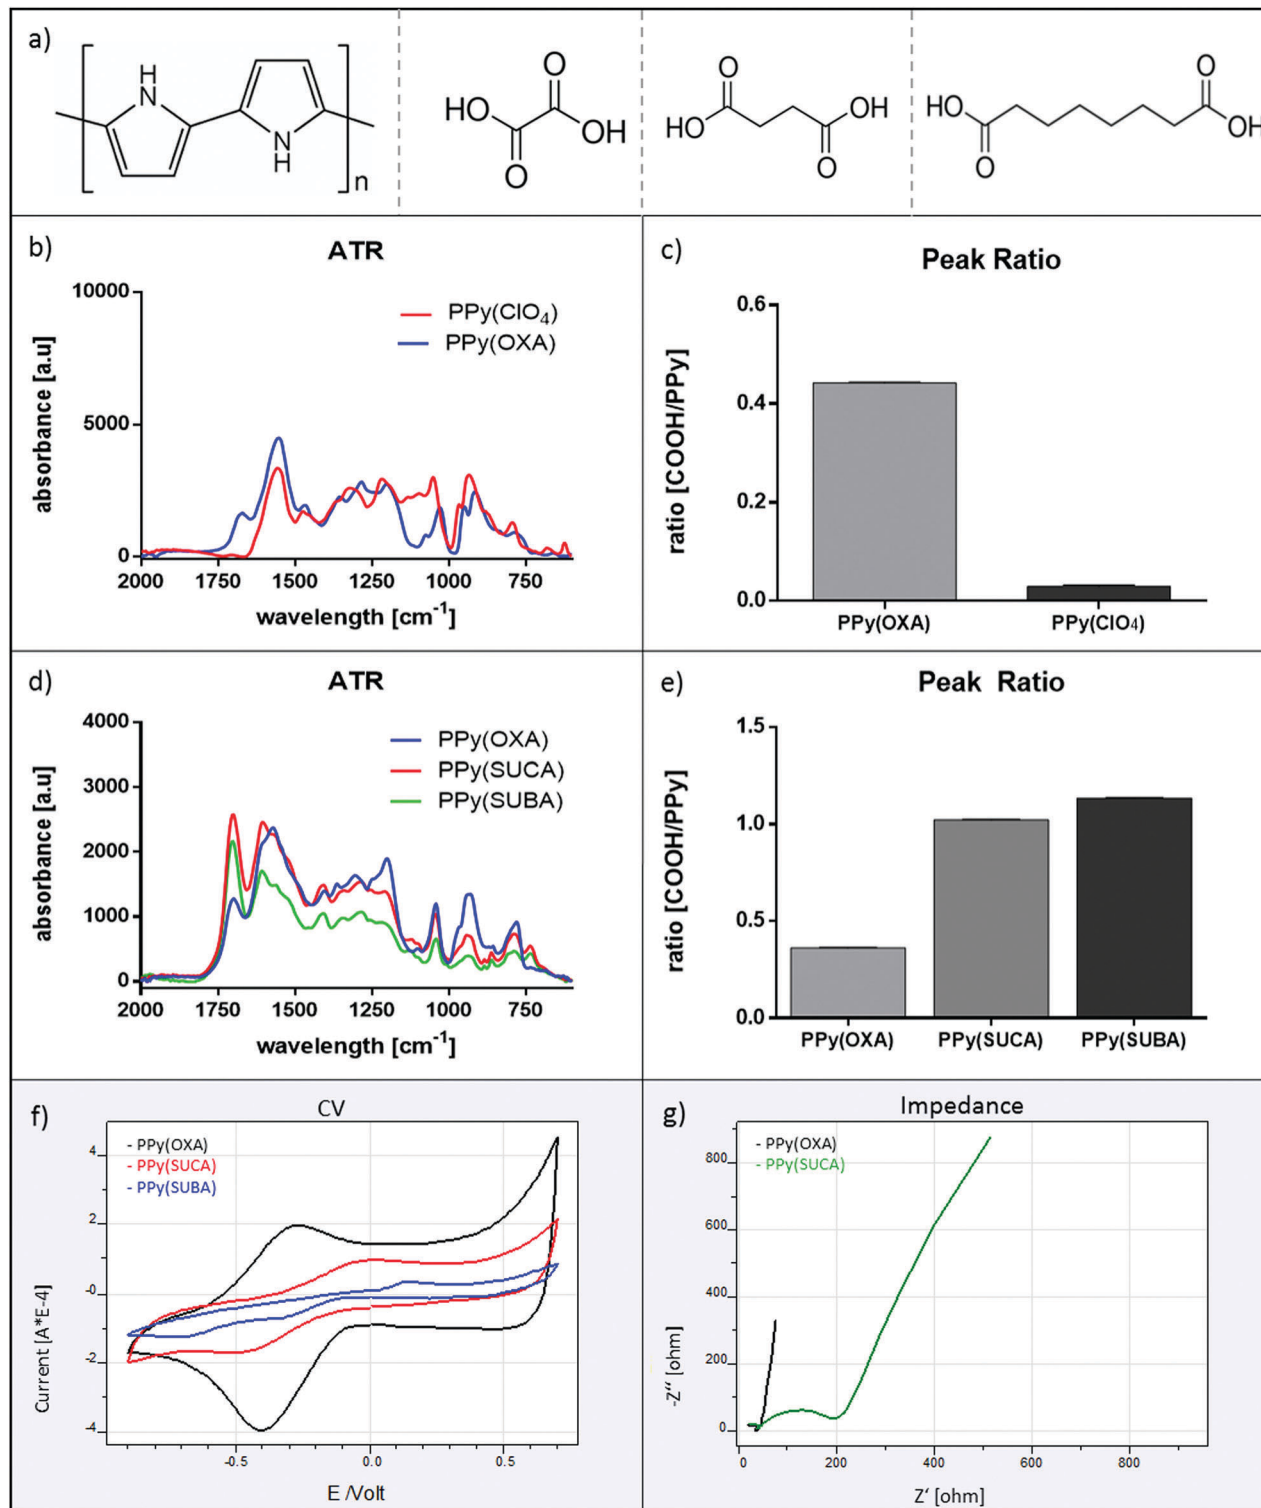 a)
H
N
N
H
n
O
HO
OH
O
O
OH
HO
O
O
HO
OH
O
b)
ATR
10000
5000
0
absorbance [a.u]
PPy(ClO4)
PPy(OXA)
2000 1750 1500 1250 1000 750
wavelength [cm-1]
c)
Peak Ratio
0.6
0.4
0.2
0.0
ratio [COOH/PPy]
PPy(OXA) PPy(ClO4)
d)
ATR
4000
3000
2000
1000
0
absorbance [a.u]
PPy(OXA)
PPy(SUCA)
PPy(SUBA)
2000 1750 1500 1250 1000 750
wavelength [cm-1]
e)
Peak Ratio
1.5
1.0
0.5
0.0
ratio [COOH/PPy]
PPy(OXA) PPy(SUCA) PPy(SUBA)
f)
CV
- PPy(OXA)
- PPy(SUCA)
- PPy(SUBA)
4
2
-0
-2
-4
Current [A*E-4]
-0.5 0.0 0.5
E /Volt
g)
Impedance
- PPy(OXA)
- PPy(SUCA)
800
600
400
200
0
-Z‘‘ [ohm]
0 200 400 600 800
Z‘ [ohm]